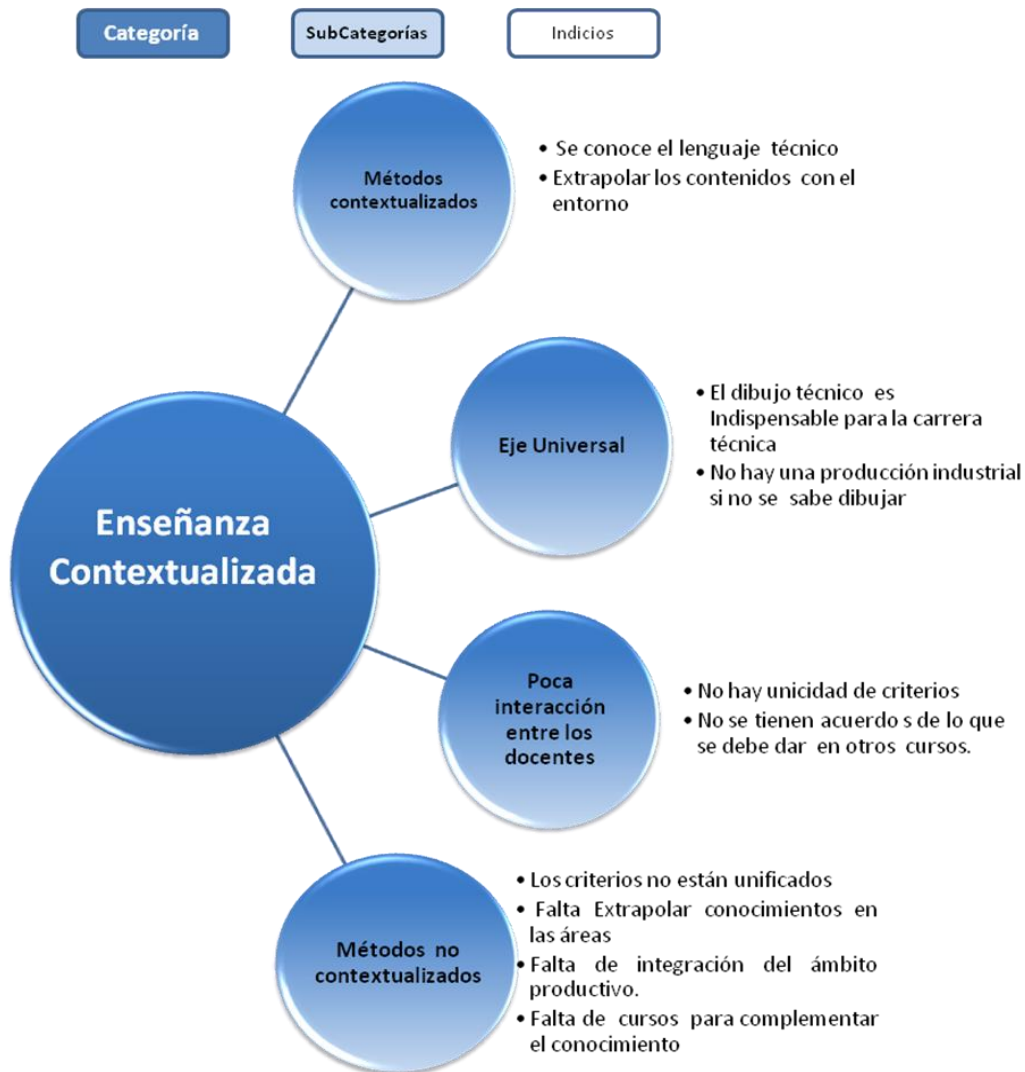 Categoría
SubCategorías
Indicios
Métodos
contextualizados
• Se conoce el lenguaje técnico
• Extrapolar los contenidos con el
entorno
Eje Universal
• El dibujo técnico es
Indispensable para la carrera
técnica
• No hay una producción industrial
si no se sabe dibujar
Enseñanza
Contextualizada
Poca
interacción
entre los
docentes
• No hay unicidad de criterios
• No se tienen acuerdo s de lo que
se debe dar en otros cursos.
Métodos no
contextualizados
• Los criterios no están unificados
• Falta Extrapolar conocimientos en
las áreas
• Falta de integración del ámbito
productivo.
• Falta de cursos para complementar
el conocimiento